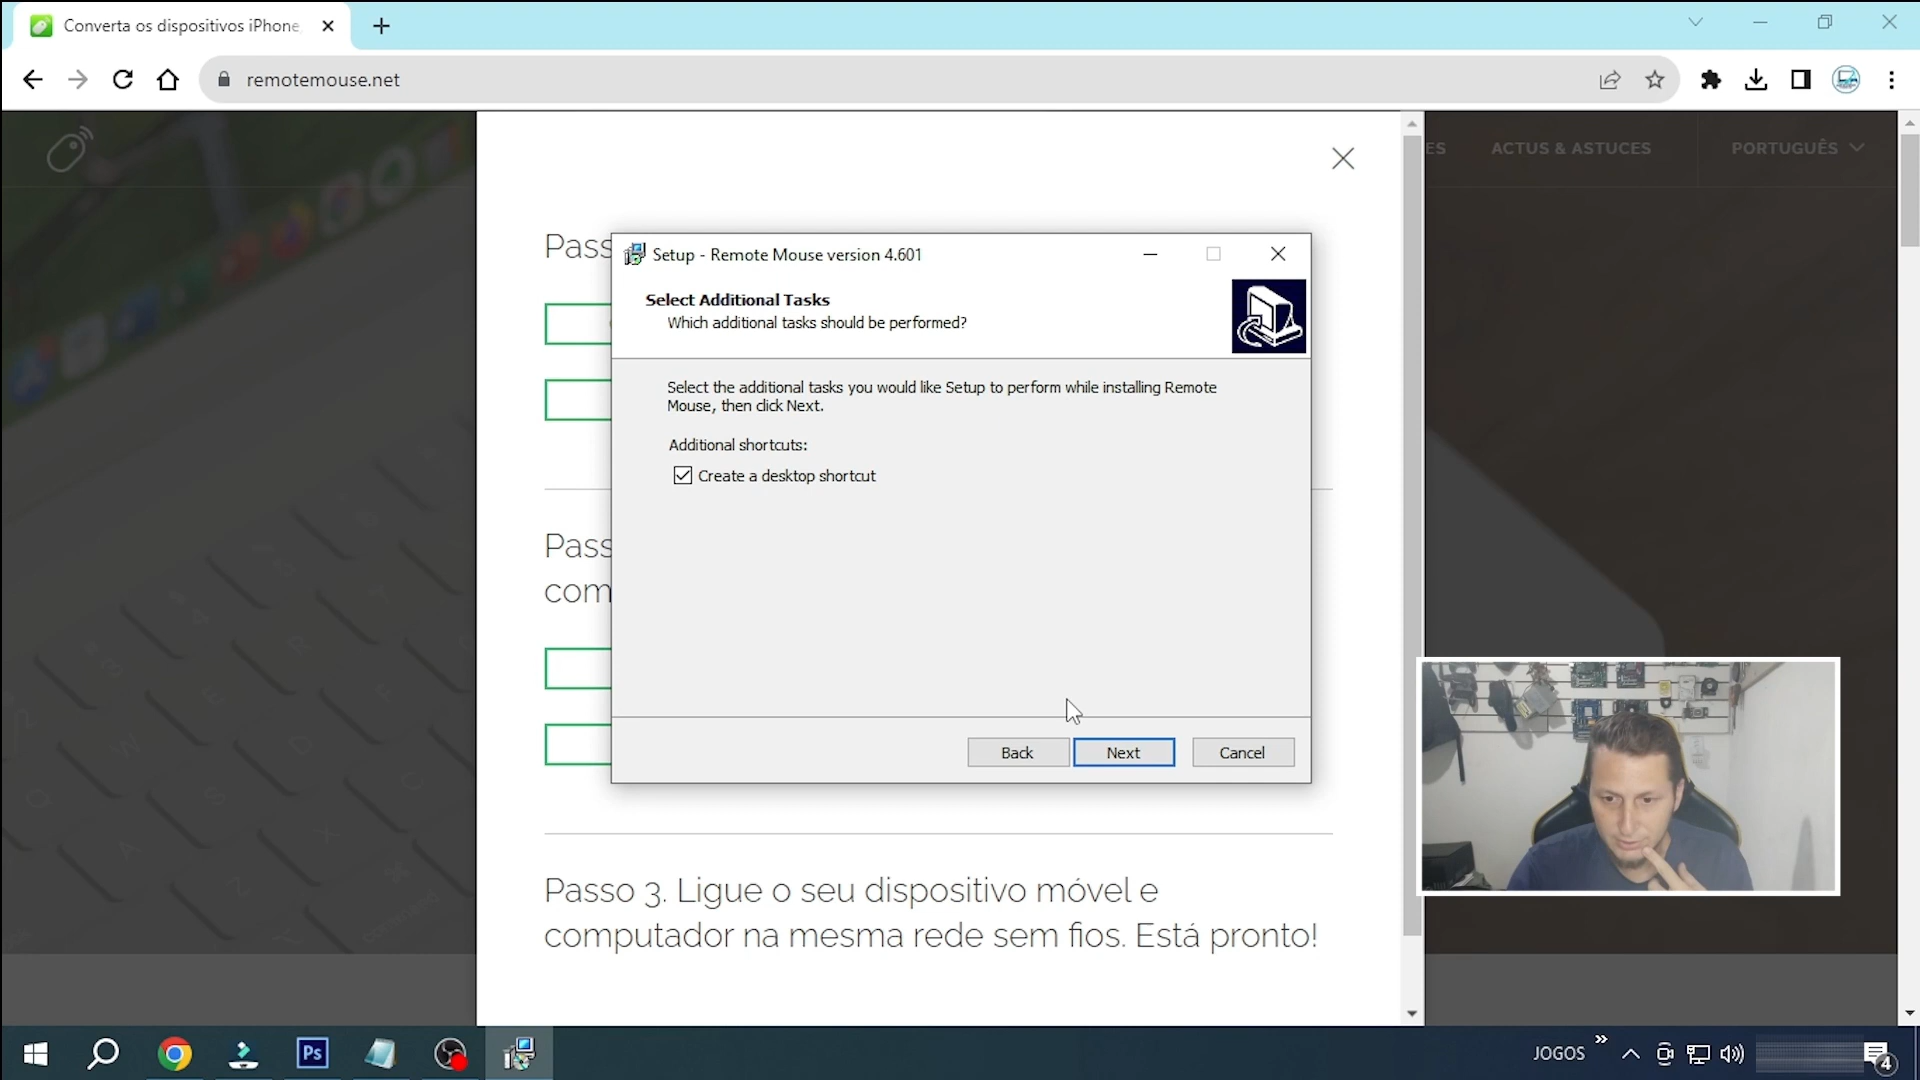 Converta os dispositivos iPhone
remotemouse.net
ES
ACTUS & ASTUCES
PORTUGUÊS
Pass
Setup - Remote Mouse version 4.601
Select Additional Tasks
Which additional tasks should be performed?
Select the additional tasks you would like Setup to perform while installing Remote
Mouse, then click Next.
Additional shortcuts:
Create a desktop shortcut
Pass
com
Back
Next
Cancel
Passo 3. Ligue o seu dispositivo móvel e
computador na mesma rede sem fios. Está pronto!
Ps
JOGOS
4